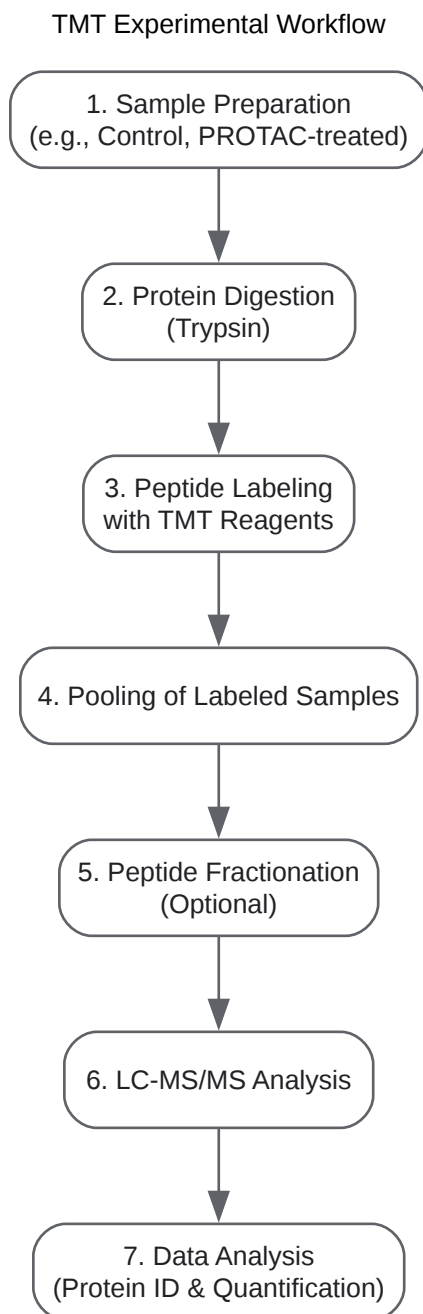 TMT Experimental Workflow
1. Sample Preparation
(e.g., Control, PROTAC-treated)
2. Protein Digestion
(Trypsin)
3. Peptide Labeling
with TMT Reagents
4. Pooling of Labeled Samples
5. Peptide Fractionation
(Optional)
6. LC-MS/MS Analysis
7. Data Analysis
(Protein ID & Quantification)